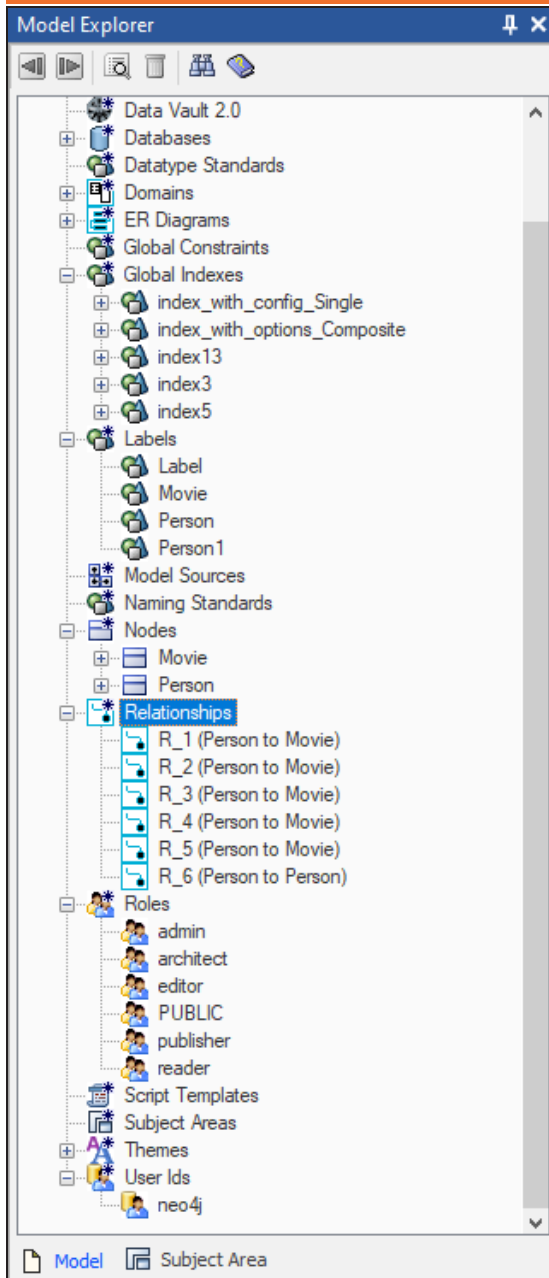 Model Explorer
Data Vault 2.0
Databases
Datatype Standards
Domains
ER Diagrams
Global Constraints
Global Indexes
index_with_config_Single
index_with_options_Composite
index13
index3
index5
Labels
Label
Movie
Person
Person1
Model Sources
Naming Standards
Nodes
Movie
Person
Relationships
R_1 (Person to Movie)
R_2 (Person to Movie)
R_3 (Person to Movie)
R_4 (Person to Movie)
R_5 (Person to Movie)
R_6 (Person to Person)
Roles
admin
architect
editor
PUBLIC
publisher
reader
Script Templates
Subject Areas
Themes
User Ids
neo4j
Model Subject Area